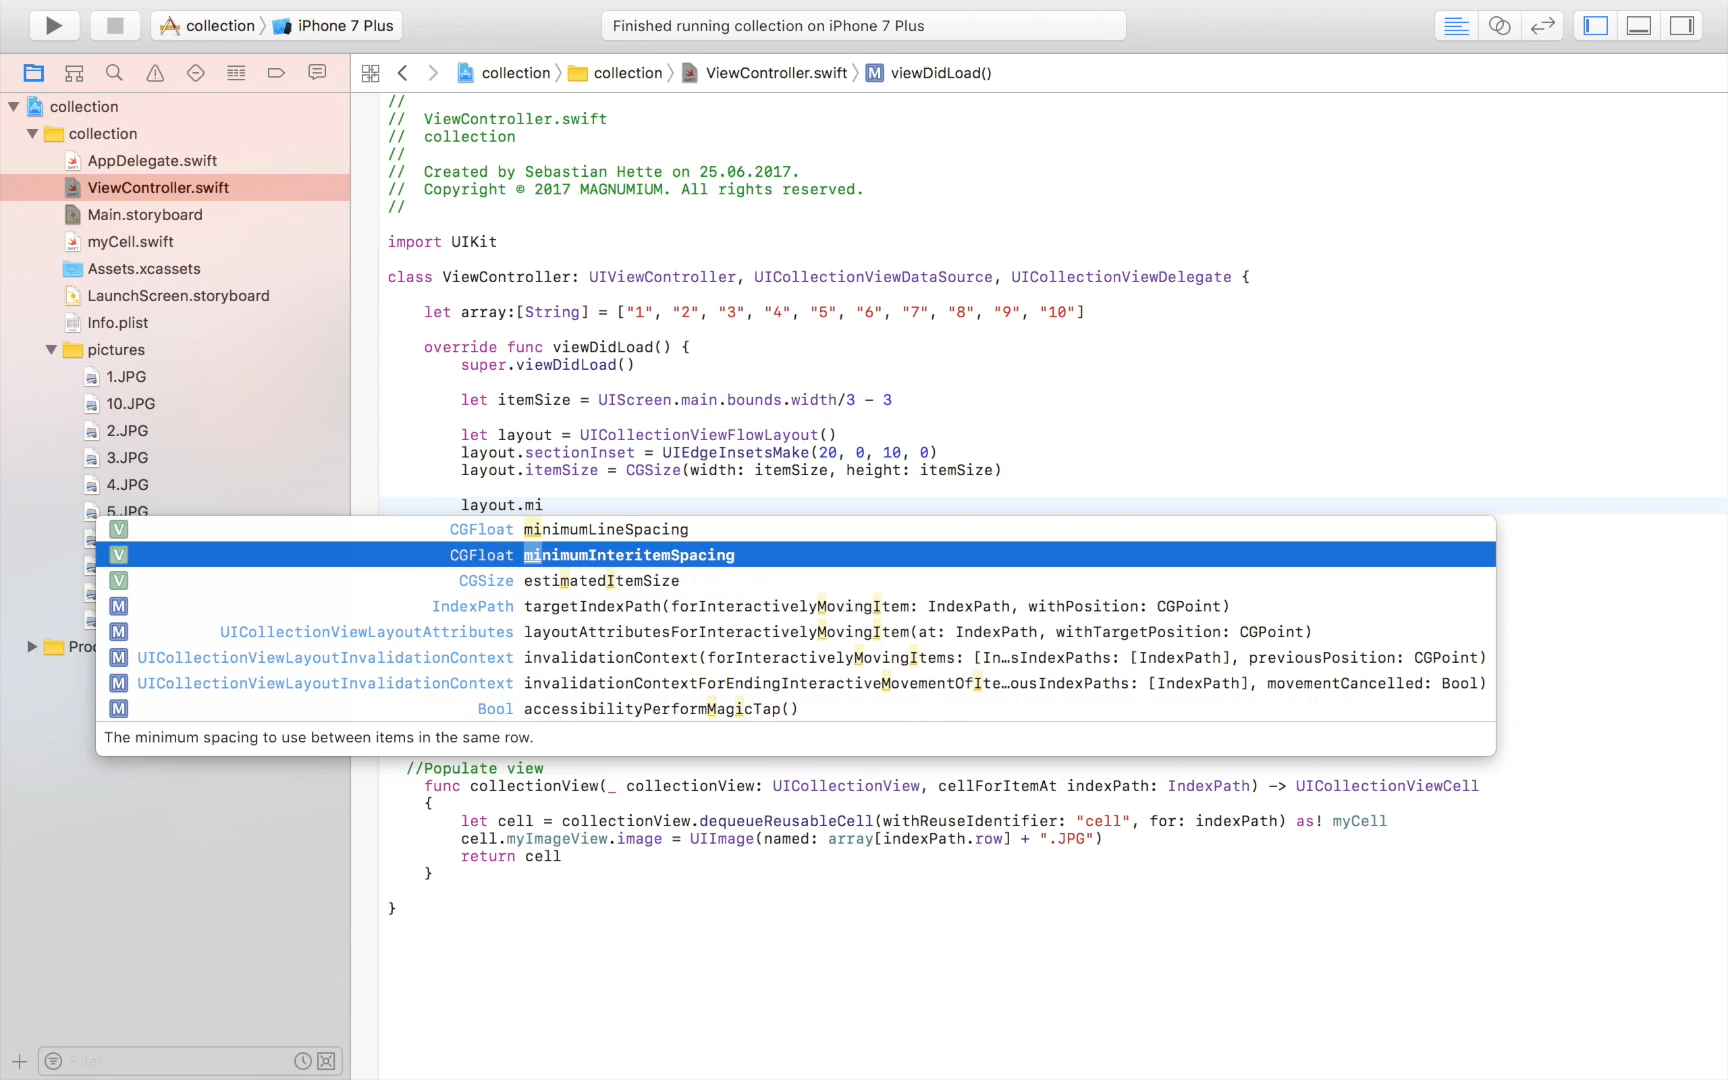 collection iPhone 7 Plus
Finished running collection on iPhone 7 Plus
collection collection ViewController.swift M viewDidLoad()
collection
collection
AppDelegate.swift
ViewController.swift
Main.storyboard
myCell.swift
Assets.xcassets
LaunchScreen.storyboard
Info.plist
pictures
1.JPG
10.JPG
2.JPG
3.JPG
4.JPG
5.JPG
Proc
Filter
//
// ViewController.swift
// collection
//
// Created by Sebastian Hette on 25.06.2017.
// Copyright © 2017 MAGNUMIUM. All rights reserved.
//
import UIKit
class ViewController: UIViewController, UICollectionViewDataSource, UICollectionViewDelegate {
let array:[String] = ["1", "2", "3", "4", "5", "6", "7", "8", "9", "10"]
override func viewDidLoad() {
super.viewDidLoad()
let itemSize = UIScreen.main.bounds.width/3 - 3
let layout = UICollectionViewFlowLayout()
layout.sectionInset = UIEdgeInsetsMake(20, 0, 10, 0)
layout.itemSize = CGSize(width: itemSize, height: itemSize)
layout.mi
V CGFloat minimumLineSpacing
V CGFloat minimumInteritemSpacing
V CGSize estimatedItemSize
M IndexPath targetIndexPath(forInteractivelyMovingItem: IndexPath, withPosition: CGPoint)
M UICollectionViewLayoutAttributes layoutAttributesForInteractivelyMovingItem(at: IndexPath, withTargetPosition: CGPoint)
M UICollectionViewLayoutInvalidationContext invalidationContext(forInteractivelyMovingItems: [In…sIndexPaths: [IndexPath], previousPosition: CGPoint)
M UICollectionViewLayoutInvalidationContext invalidationContextForEndingInteractiveMovementOfIte…ousIndexPaths: [IndexPath], movementCancelled: Bool)
M Bool accessibilityPerformMagicTap()
The minimum spacing to use between items in the same row.
//Populate view
func collectionView(_ collectionView: UICollectionView, cellForItemAt indexPath: IndexPath) -> UICollectionViewCell
{
let cell = collectionView.dequeueReusableCell(withReuseIdentifier: "cell", for: indexPath) as! myCell
cell.myImageView.image = UIImage(named: array[indexPath.row] + ".JPG")
return cell
}
}